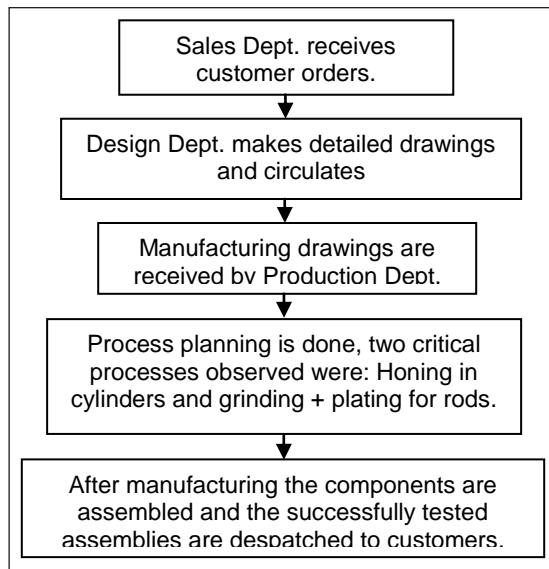 Sales Dept. receives
customer orders.
Design Dept. makes detailed drawings
and circulates
Manufacturing drawings are
received by Production Dept.
Process planning is done, two critical
processes observed were: Honing in
cylinders and grinding + plating for rods.
After manufacturing the components are
assembled and the successfully tested
assemblies are despatched to customers.